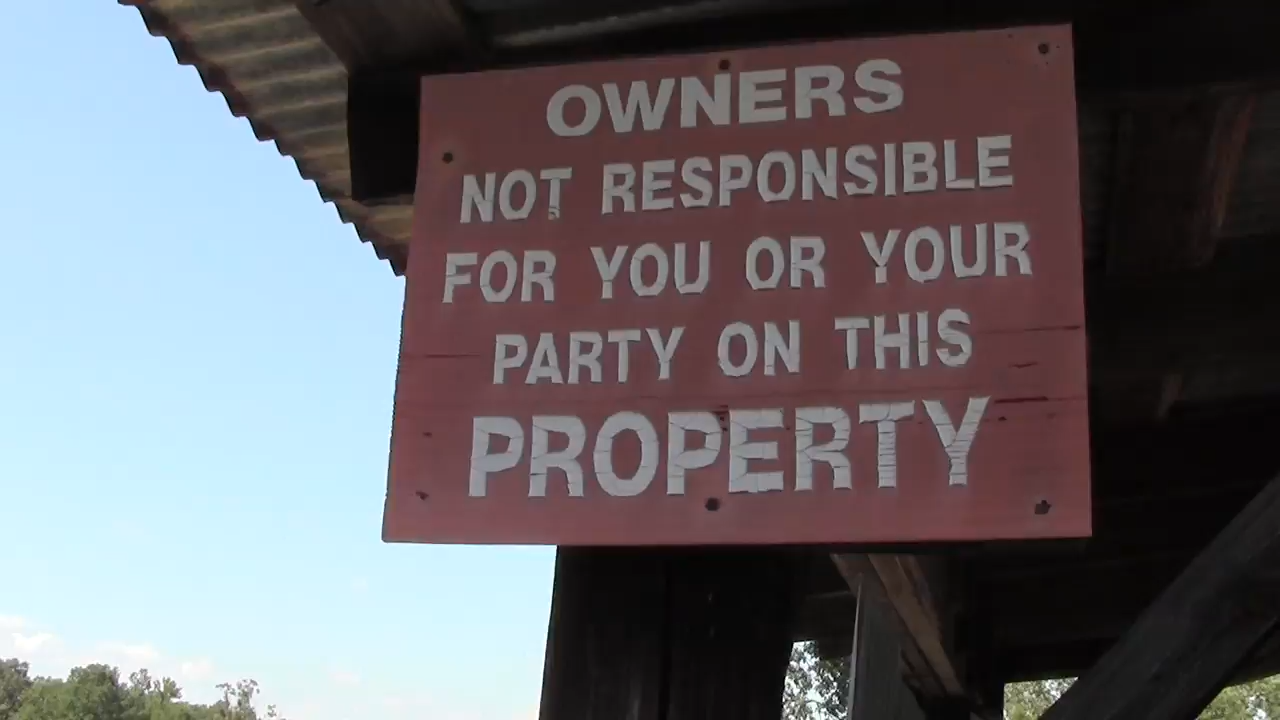 OWNERS
NOT RESPONSIBLE
FOR YOU OR YOUR
PARTY ON THIS
PROPERTY